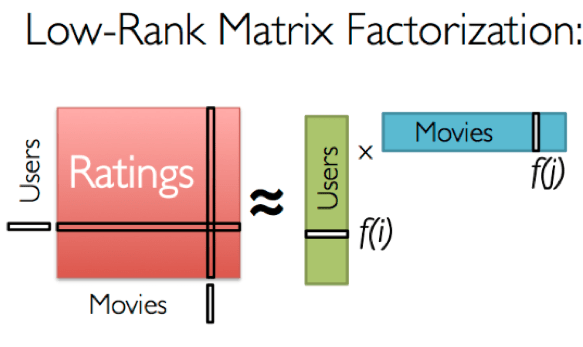 Low-Rank Matrix Factorization:
Users
Ratings
Movies
≈
Users
f(i)
x
Movies
f(j)